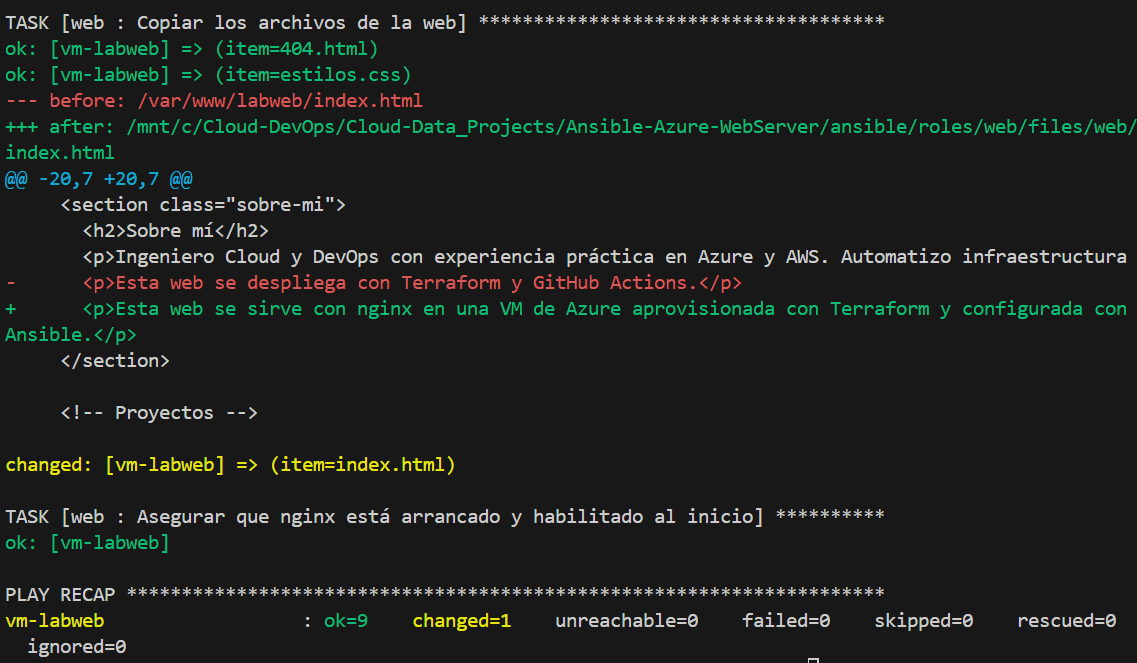 TASK [web : Copiar los archivos de la web] *************************************
ok: [vm-labweb] => (item=404.html)
ok: [vm-labweb] => (item=estilos.css)
--- before: /var/www/labweb/index.html
+++ after: /mnt/c/Cloud-DevOps/Cloud-Data_Projects/Ansible-Azure-WebServer/ansible/roles/web/files/web/
index.html
@@ -20,7 +20,7 @@
     <section class="sobre-mi">
       <h2>Sobre mí</h2>
       <p>Ingeniero Cloud y DevOps con experiencia práctica en Azure y AWS. Automatizo infraestructura
-      <p>Esta web se despliega con Terraform y GitHub Actions.</p>
+      <p>Esta web se sirve con nginx en una VM de Azure aprovisionada con Terraform y configurada con
Ansible.</p>
     </section>
     <!-- Proyectos -->
changed: [vm-labweb] => (item=index.html)
TASK [web : Asegurar que nginx está arrancado y habilitado al inicio] **********
ok: [vm-labweb]
PLAY RECAP *********************************************************************
vm-labweb                  : ok=9    changed=1    unreachable=0    failed=0    skipped=0    rescued=0
  ignored=0